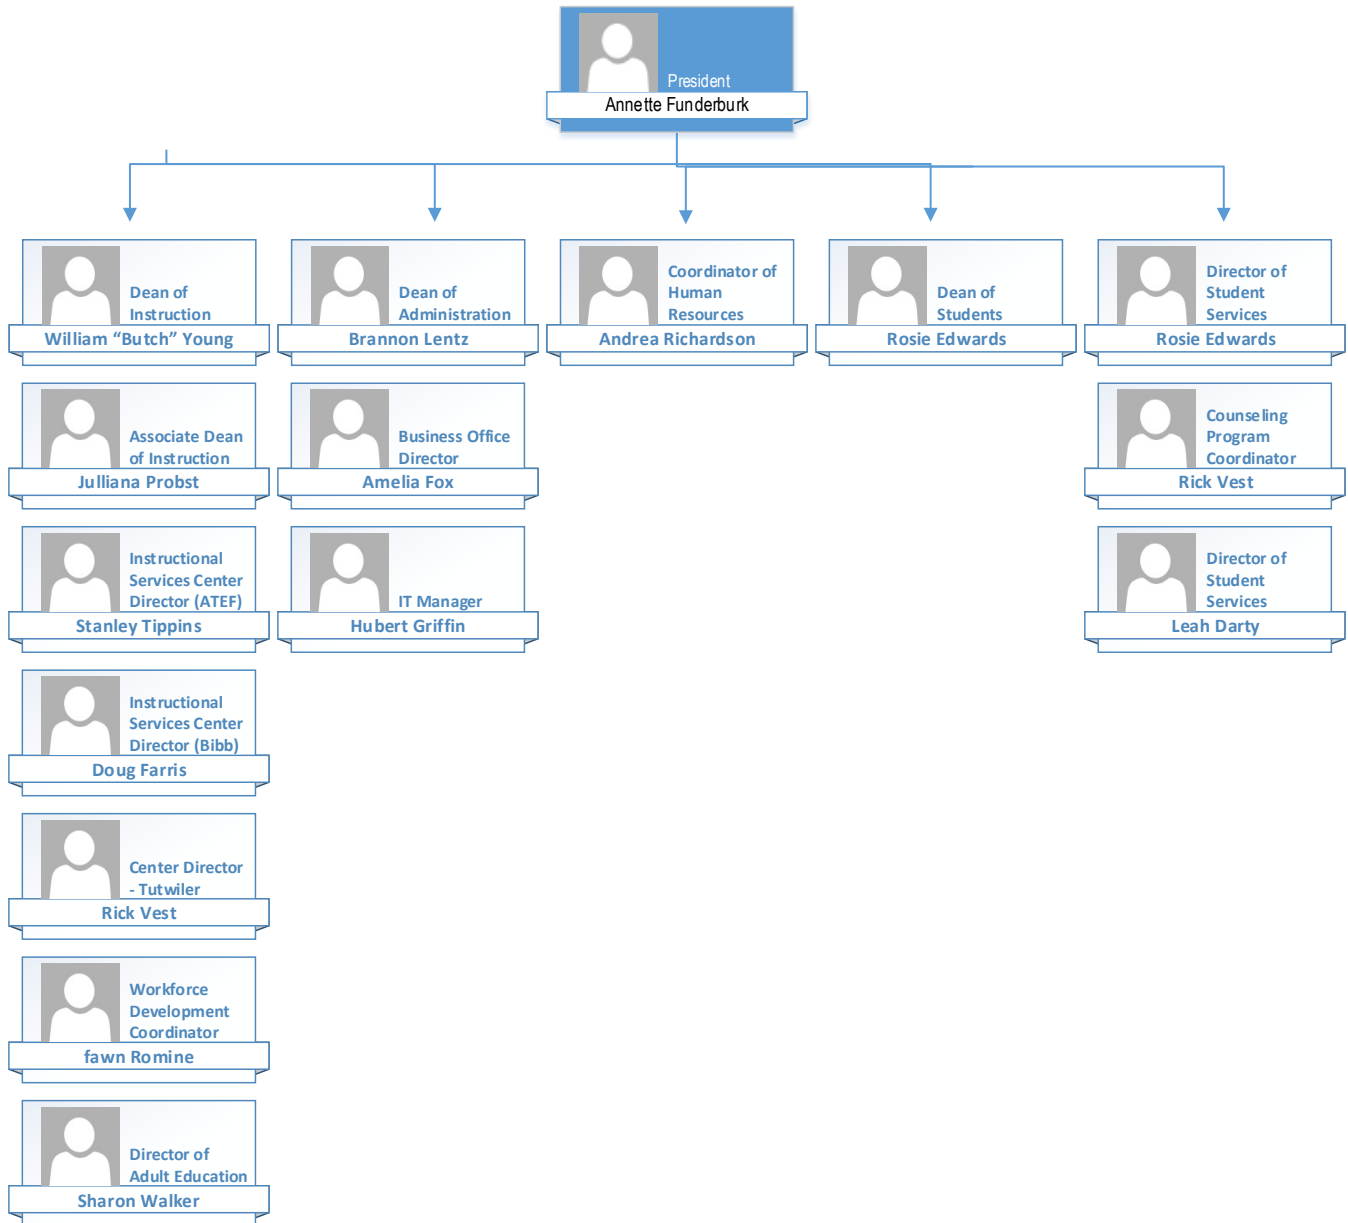 President
Annette Funderburk
Dean of
Instruction
William “Butch” Young
Dean of
Administration
Brannon Lentz
Coordinator of
Human
Resources
Andrea Richardson
Dean of
Students
Rosie Edwards
Director of
Student
Services
Rosie Edwards
Associate Dean
of Instruction
Julliana Probst
Business Office
Director
Amelia Fox
Counseling
Program
Coordinator
Rick Vest
Instructional
Services Center
Director (ATEF)
Stanley Tippins
IT Manager
Hubert Griffin
Director of
Student
Services
Leah Darty
Instructional
Services Center
Director (Bibb)
Doug Farris
Center Director
- Tutwiler
Rick Vest
Workforce
Development
Coordinator
fawn Romine
Director of
Adult Education
Sharon Walker